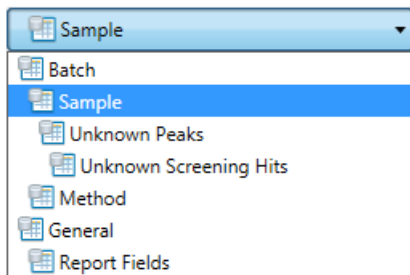 Sample
Batch
Sample
Unknown Peaks
Unknown Screening Hits
Method
General
Report Fields